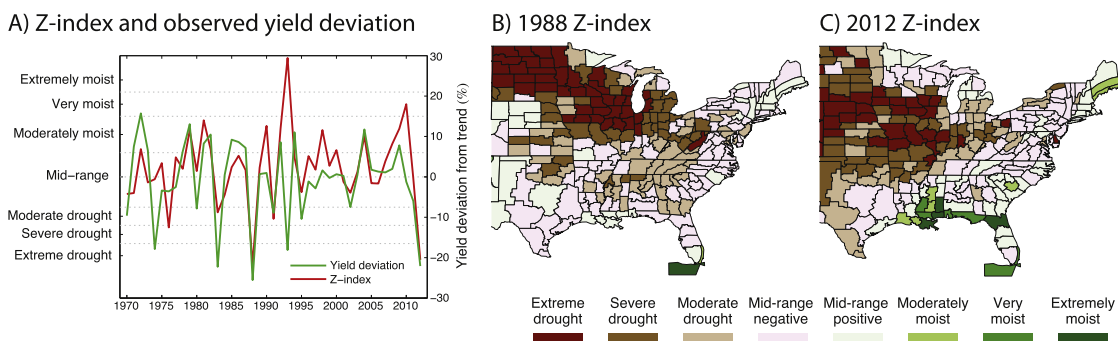 A) Z-index and observed yield deviation
B) 1988 Z-index
C) 2012 Z-index
Extremely moist
Very moist
Moderately moist
Mid-range
Moderate drought
Severe drought
Extreme drought
30
20
10
0
-10
-20
-30
Yield deviation from trend (%)
Yield deviation
Z-index
1970 1975 1980 1985 1990 1995 2000 2005 2010
Extreme
drought
Severe
drought
Moderate
drought
Mid-range
negative
Mid-range
positive
Moderately
moist
Very
moist
Extremely
moist